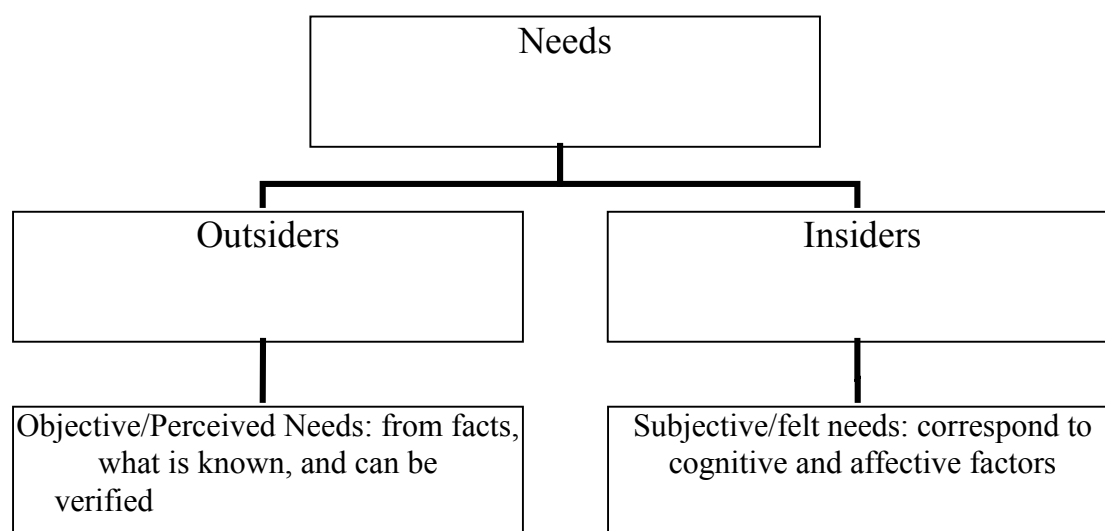 Needs
Outsiders
Insiders
Objective/Perceived Needs: from facts,
what is known, and can be
verified
Subjective/felt needs: correspond to
cognitive and affective factors